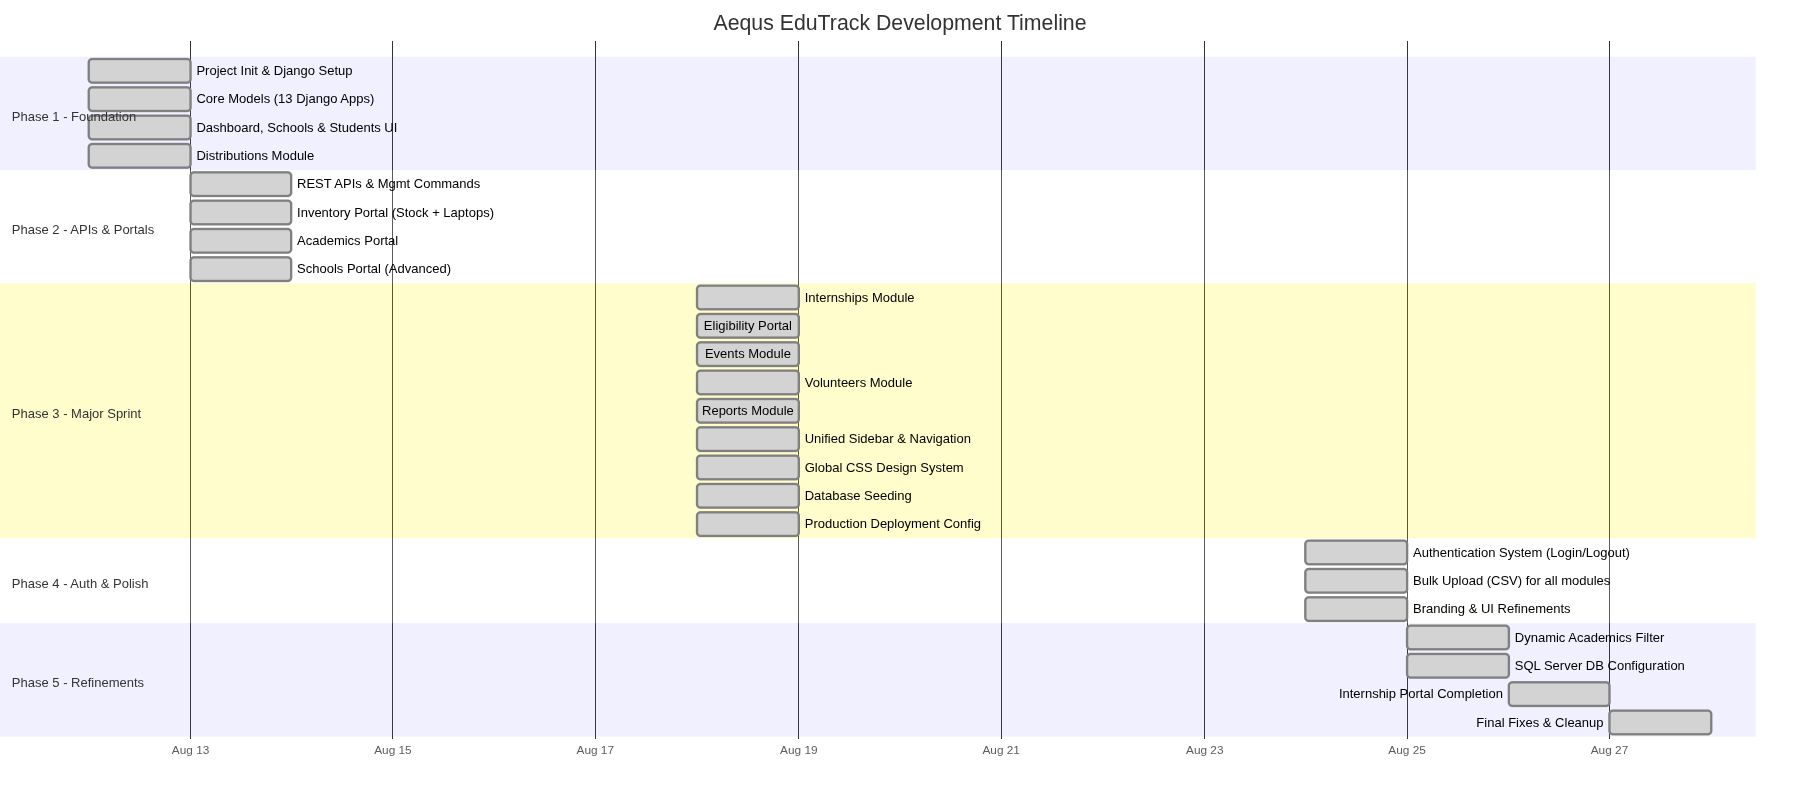 Aequs EduTrack Development Timeline
Phase 1 - Foundation
Project Init & Django Setup
Core Models (13 Django Apps)
Dashboard, Schools & Students UI
Distributions Module
Phase 2 - APIs & Portals
REST APIs & Mgmt Commands
Inventory Portal (Stock + Laptops)
Academics Portal
Schools Portal (Advanced)
Phase 3 - Major Sprint
Internships Module
Eligibility Portal
Events Module
Volunteers Module
Reports Module
Unified Sidebar & Navigation
Global CSS Design System
Database Seeding
Production Deployment Config
Phase 4 - Auth & Polish
Authentication System (Login/Logout)
Bulk Upload (CSV) for all modules
Branding & UI Refinements
Phase 5 - Refinements
Dynamic Academics Filter
SQL Server DB Configuration
Internship Portal Completion
Final Fixes & Cleanup
Aug 13 Aug 15 Aug 17 Aug 19 Aug 21 Aug 23 Aug 25 Aug 27